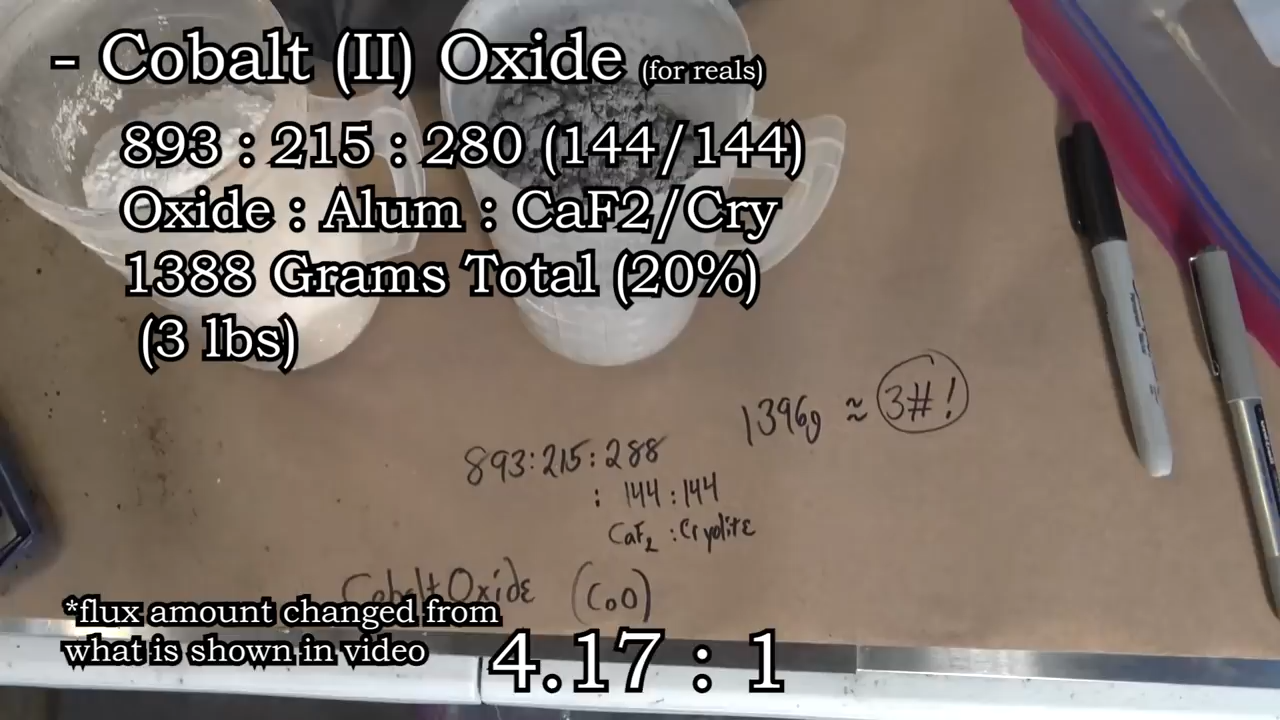 - Cobalt (II) Oxide (for reals)
893 : 215 : 280 (144/144)
Oxide : Alum : CaF2/Cry
1388 Grams Total (20%)
(3 lbs)
1396g ≈ 3#!
893:215:288
: 144:144
CaF₂ :Cryolite
Cobalt Oxide (CoO)
*flux amount changed from
what is shown in video
4.17 : 1